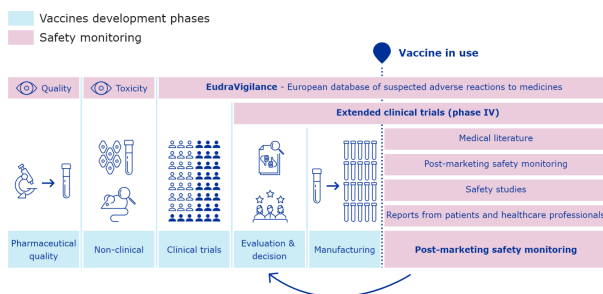 Vaccines development phases
Safety monitoring
Vaccine in use
Quality
Toxicity
EudraVigilance - European database of suspected adverse reactions to medicines
Extended clinical trials (phase IV)
Medical literature
Post-marketing safety monitoring
Safety studies
Reports from patients and healthcare professionals
Pharmaceutical
quality
Non-clinical
Clinical trials
Evaluation &
decision
Manufacturing
Post-marketing safety monitoring